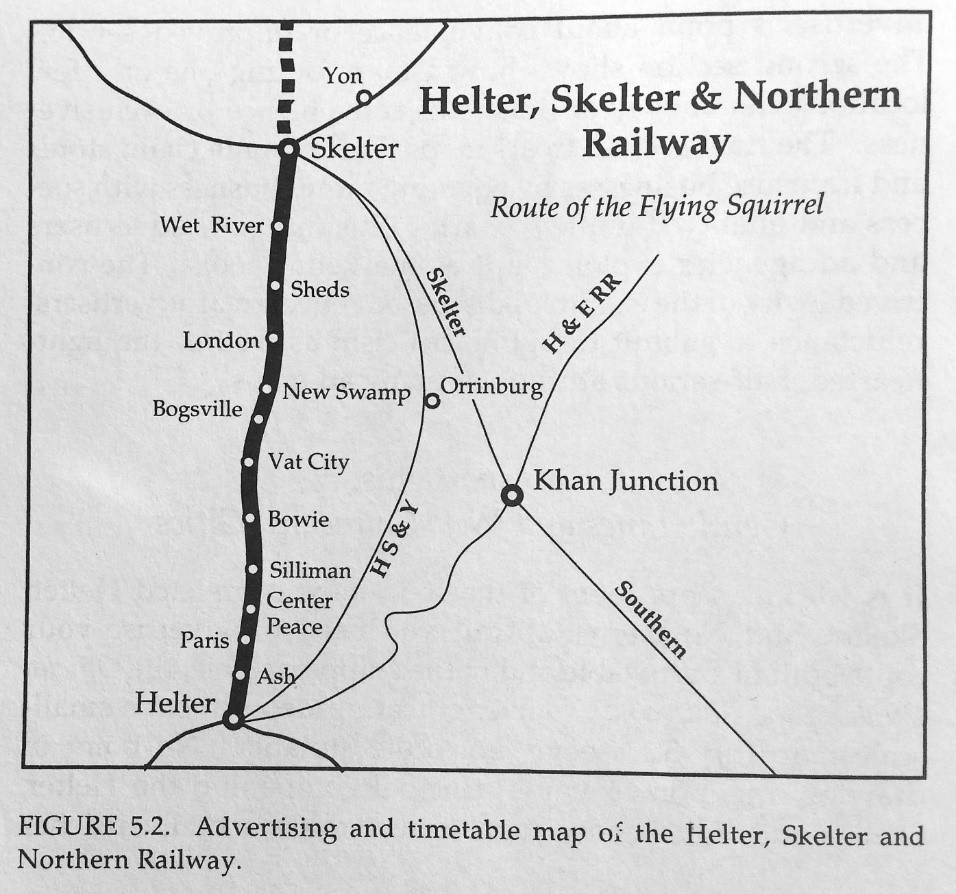 Yon
Helter, Skelter & Northern
Railway
Skelter
Route of the Flying Squirrel
Wet River
Sheds
Skelter
H & E RR
London
New Swamp
Orrinburg
Bogsville
Vat City
Khan Junction
Bowie
H S & Y
Silliman
Center
Peace
Southern
Paris
Ash
Helter
FIGURE 5.2. Advertising and timetable map of the Helter, Skelter and
Northern Railway.